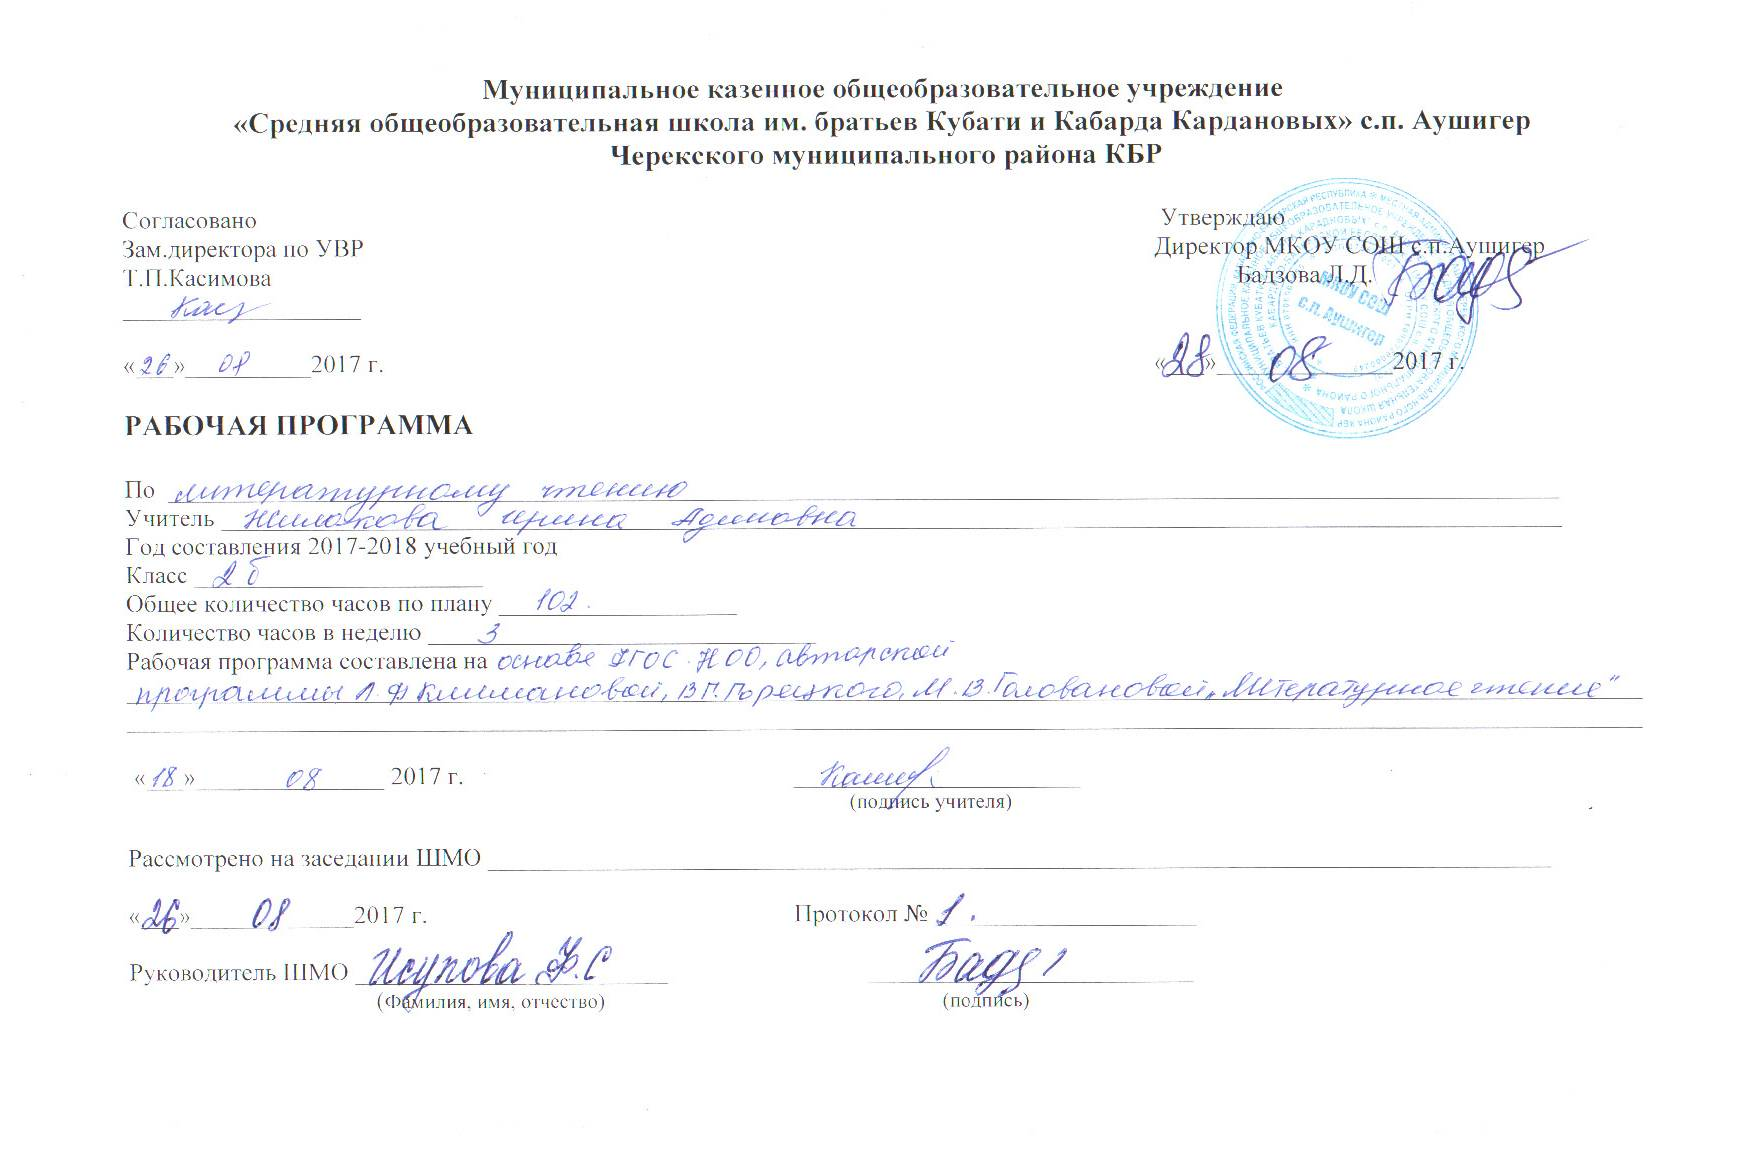 Муниципальное казенное общеобразовательное учреждение
«Средняя общеобразовательная школа им. братьев Кубати и Кабарда Кардановых» с.п. Аушигер
Черекского муниципального района КБР
Согласовано
Зам.директора по УВР
Т.П.Касимова
«26» 08 2017 г.
Утверждаю
Директор МКОУ СОШ с.п.Аушигер
Бадзова Л.Д.
МКОУ СОШ
с.п. Аушигер
«28» 08 2017 г.
РАБОЧАЯ ПРОГРАММА
По литературному чтению
Учитель Жилокова Ирина Адимовна
Год составления 2017-2018 учебный год
Класс 2 б
Общее количество часов по плану 102.
Количество часов в неделю 3
Рабочая программа составлена на основе ФГОС НОО, авторской
программы Л.Ф Климановой, В.Г. Горецкого, М.В. Головановой „Литературное чтение"
«18» 08 2017 г.
(подпись учителя)
Рассмотрено на заседании ШМО
«26» 08 2017 г. Протокол № 1.
Руководитель ШМО Исупова Ф.С
(Фамилия, имя, отчество) (подпись)